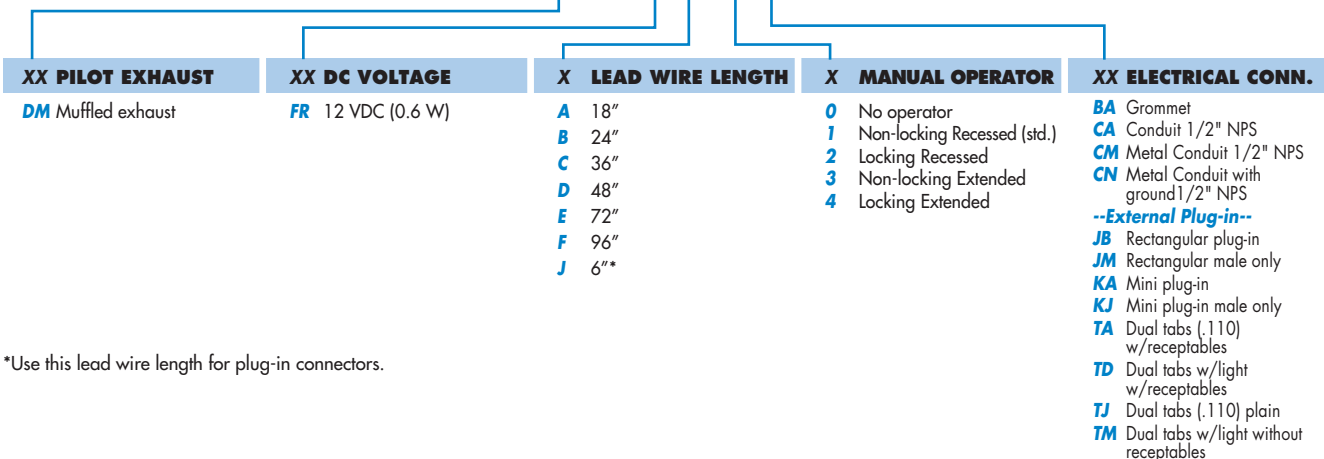 XX PILOT EXHAUST
DM Muffled exhaust
XX DC VOLTAGE
FR 12 VDC (0.6 W)
X LEAD WIRE LENGTH
A 18"
B 24"
C 36"
D 48"
E 72"
F 96"
J 6"*
X MANUAL OPERATOR
0 No operator
1 Non-locking Recessed (std.)
2 Locking Recessed
3 Non-locking Extended
4 Locking Extended
XX ELECTRICAL CONN.
BA Grommet
CA Conduit 1/2" NPS
CM Metal Conduit 1/2" NPS
CN Metal Conduit with
ground1/2" NPS
--External Plug-in--
JB Rectangular plug-in
JM Rectangular male only
KA Mini plug-in
KJ Mini plug-in male only
TA Dual tabs (.110)
w/receptables
TD Dual tabs w/light
w/receptables
TJ Dual tabs (.110) plain
TM Dual tabs w/light without
receptables
*Use this lead wire length for plug-in connectors.